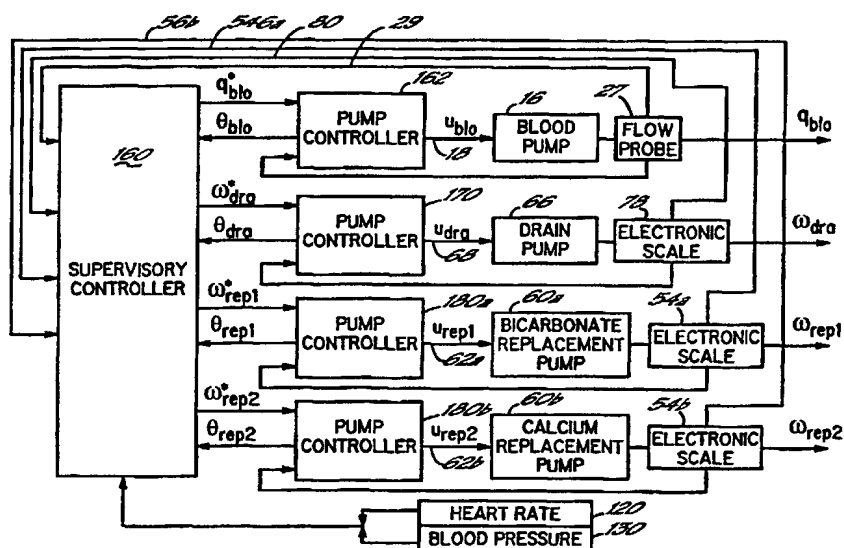 56b 546a 80 29
q*blo
θblo
162
PUMP
CONTROLLER
ublo
18
16
BLOOD
PUMP
27
FLOW
PROBE
qblo
160
SUPERVISORY
CONTROLLER
ω*dra
θdra
170
PUMP
CONTROLLER
udra
68
66
DRAIN
PUMP
78
ELECTRONIC
SCALE
ωdra
ω*rep1
θrep1
180a
PUMP
CONTROLLER
urep1
62a
60a
BICARBONATE
REPLACEMENT
PUMP
54a
ELECTRONIC
SCALE
ωrep1
ω*rep2
θrep2
180b
PUMP
CONTROLLER
urep2
62b
60b
CALCIUM
REPLACEMENT
PUMP
54b
ELECTRONIC
SCALE
ωrep2
HEART RATE 120
BLOOD PRESSURE 130